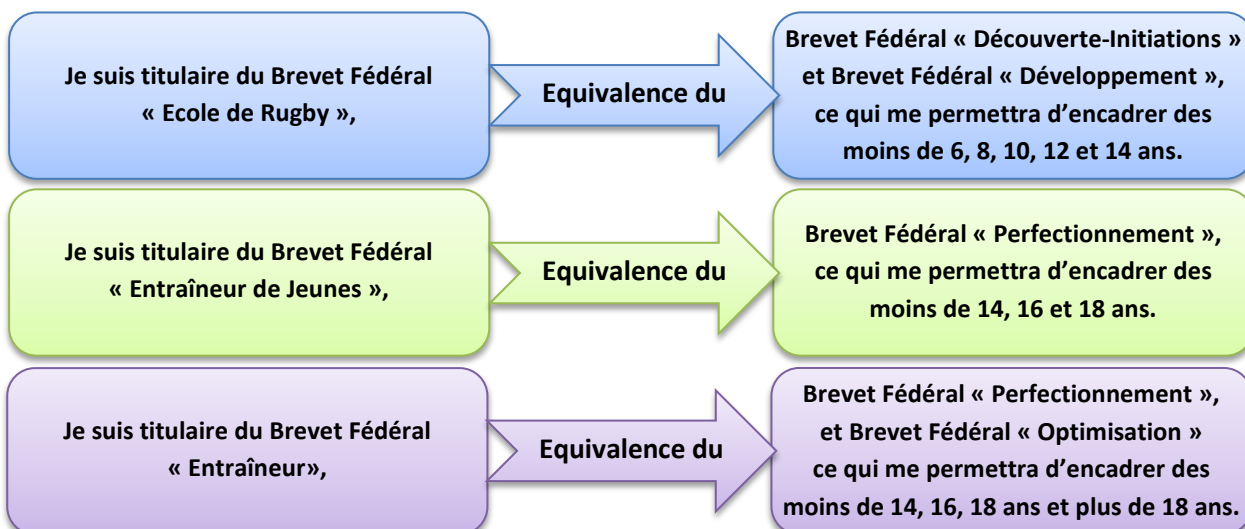 Je suis titulaire du Brevet Fédéral
« Ecole de Rugby »,
Equivalence du
Brevet Fédéral « Découverte-Initiations »
et Brevet Fédéral « Développement »,
ce qui me permettra d'encadrer des
moins de 6, 8, 10, 12 et 14 ans.
Je suis titulaire du Brevet Fédéral
« Entraîneur de Jeunes »,
Equivalence du
Brevet Fédéral « Perfectionnement »,
ce qui me permettra d'encadrer des
moins de 14, 16 et 18 ans.
Je suis titulaire du Brevet Fédéral
« Entraîneur»,
Equivalence du
Brevet Fédéral « Perfectionnement »,
et Brevet Fédéral « Optimisation »
ce qui me permettra d'encadrer des
moins de 14, 16, 18 ans et plus de 18 ans.